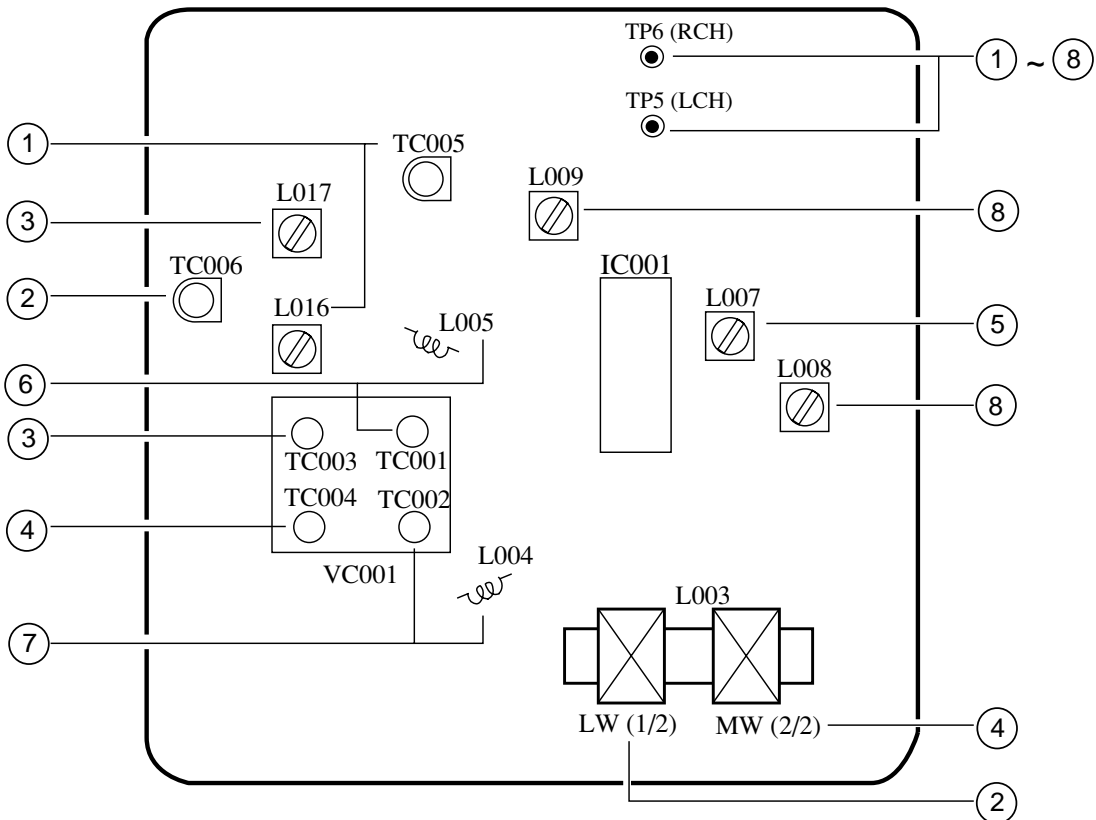 TP6 (RCH)
1 ~ 8
TP5 (LCH)
1
TC005
L017
L009
3
8
TC006
IC001
2
L016
L005
L007
5
6
L008
8
3
TC003 TC001
TC004 TC002
4
VC001
L004
L003
7
LW (1/2) MW (2/2)
4
2